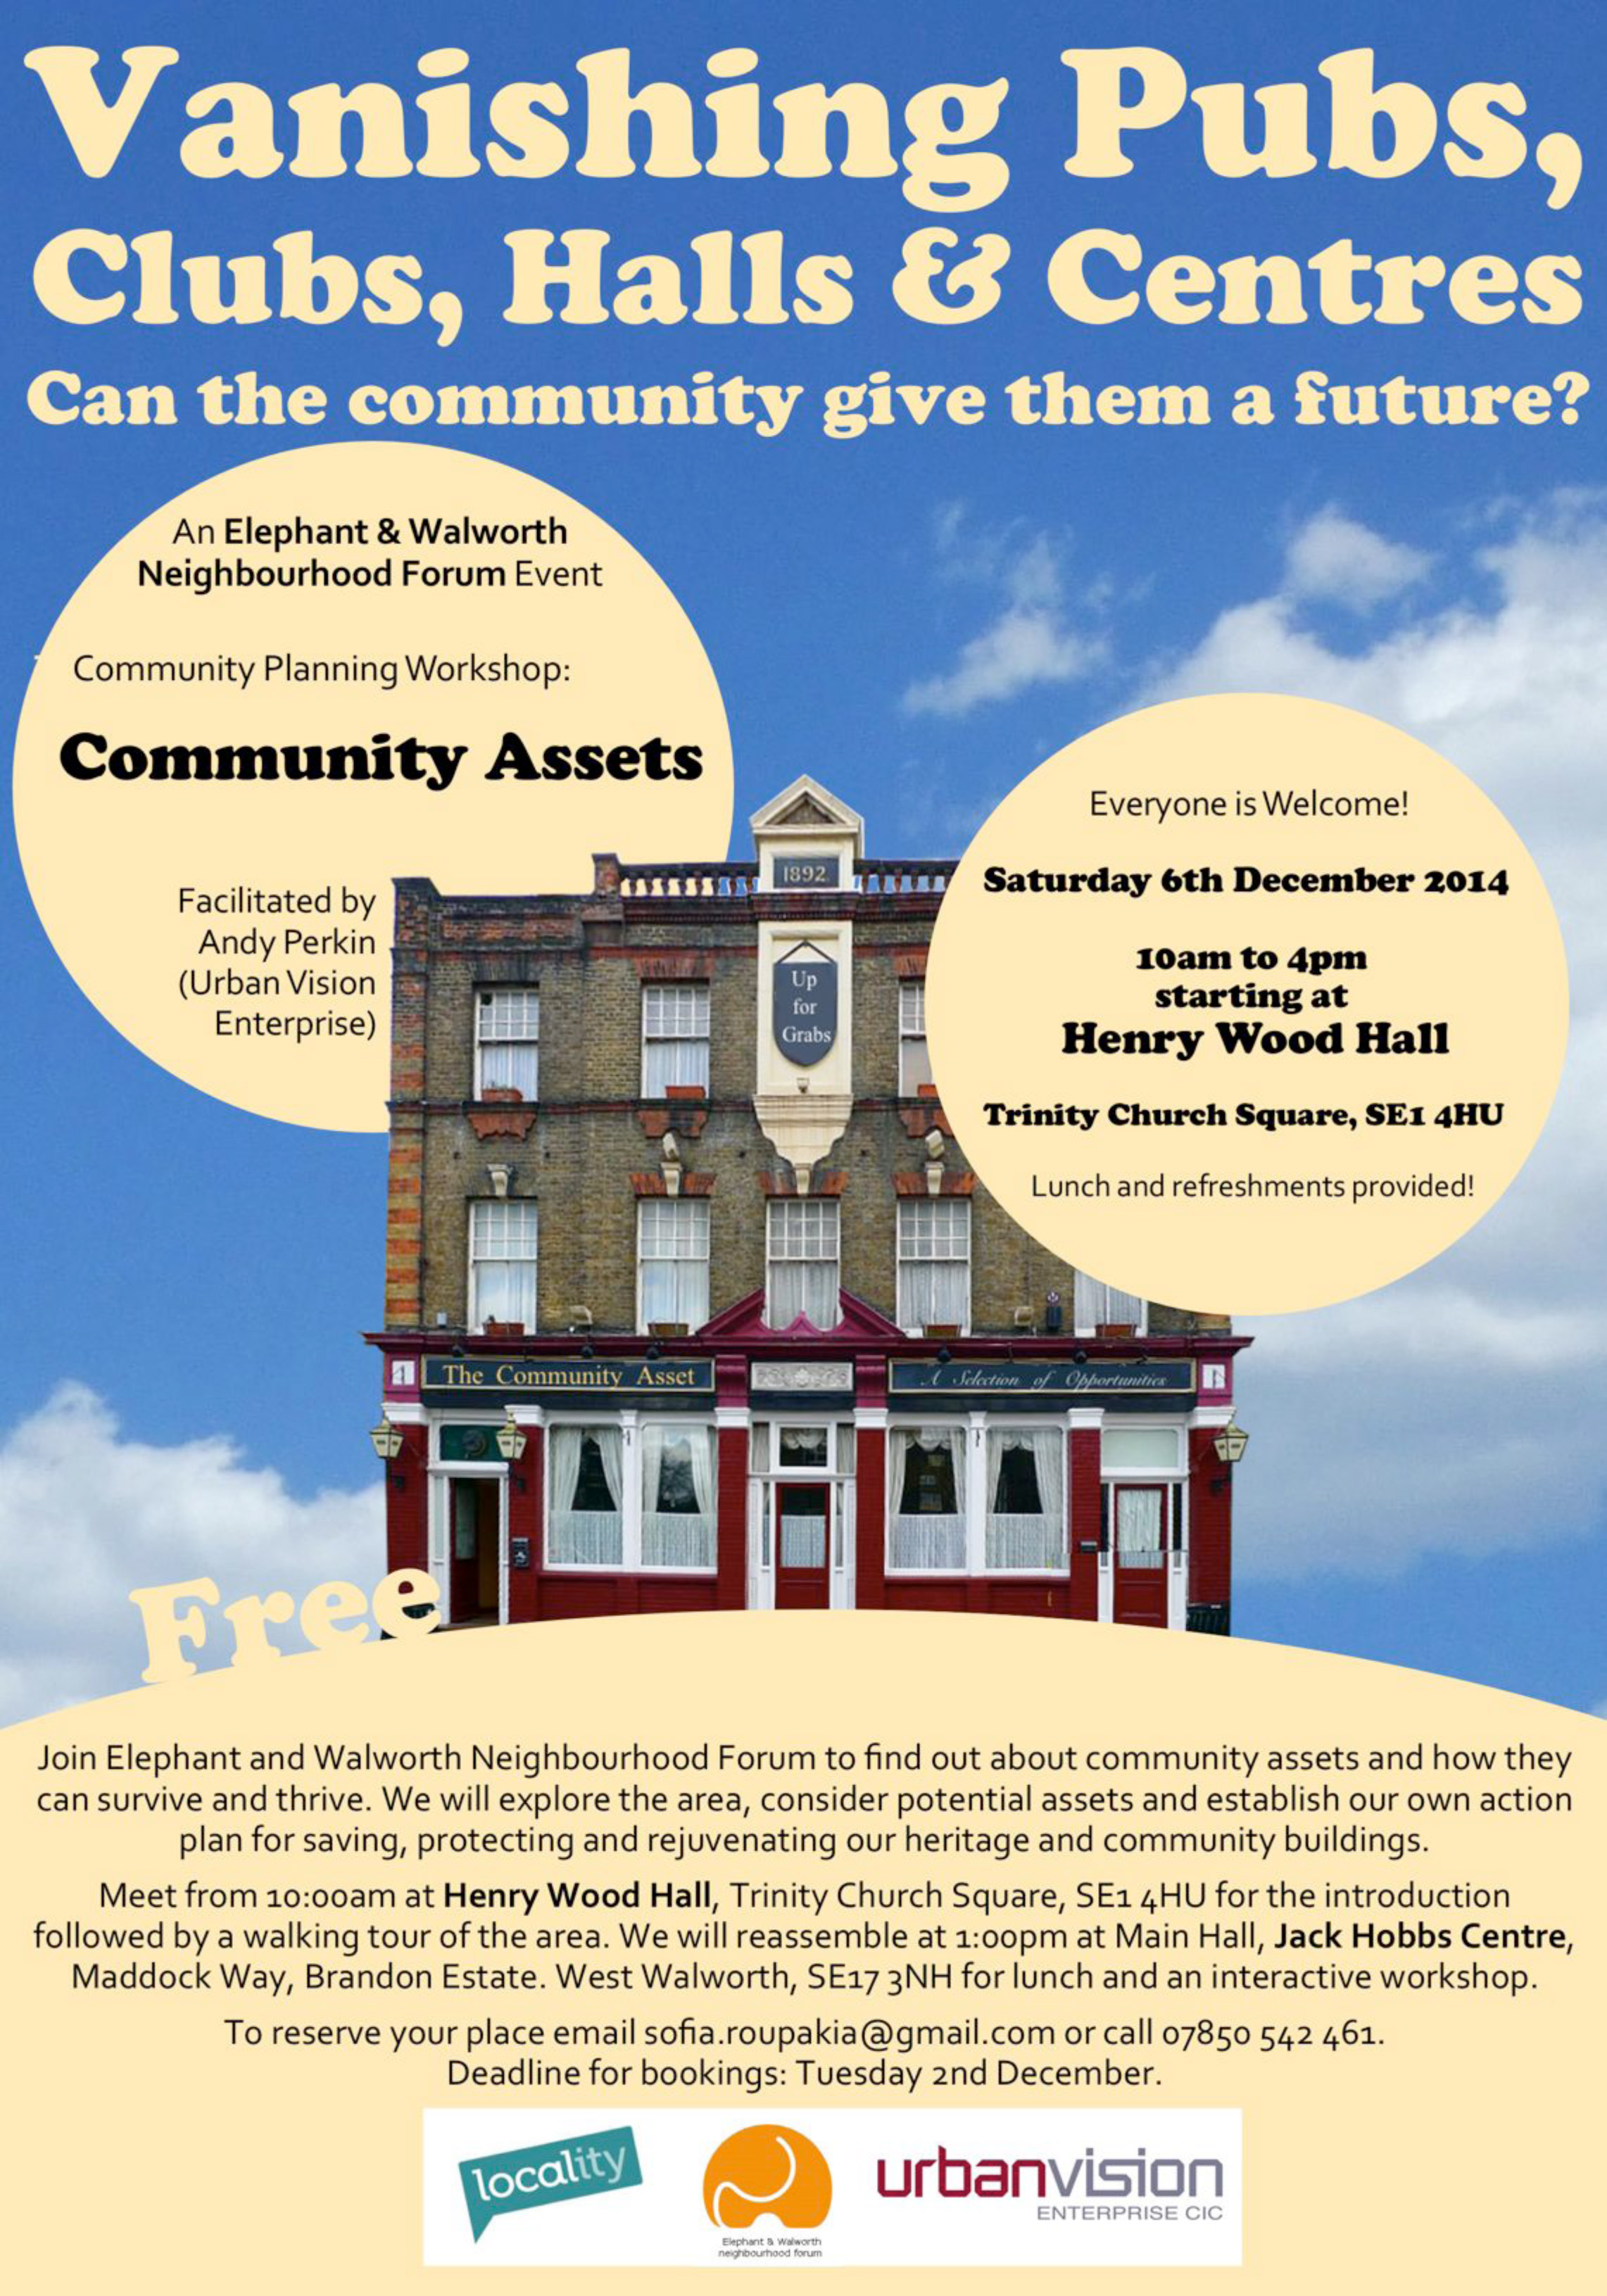 Vanishing Pubs,
Clubs, Halls & Centres
Can the community give them a future?
An Elephant & Walworth
Neighbourhood Forum Event
Community Planning Workshop:
Community Assets
Facilitated by
Andy Perkin
(Urban Vision
Enterprise)
Everyone is Welcome!
Saturday 6th December 2014
10am to 4pm
starting at
Henry Wood Hall
Trinity Church Square, SE1 4HU
Lunch and refreshments provided!
1892
Up
for
Grabs
The Community Asset
A Selection of Opportunities
Free
Join Elephant and Walworth Neighbourhood Forum to find out about community assets and how they
can survive and thrive. We will explore the area, consider potential assets and establish our own action
plan for saving, protecting and rejuvenating our heritage and community buildings.
Meet from 10:00am at Henry Wood Hall, Trinity Church Square, SE1 4HU for the introduction
followed by a walking tour of the area. We will reassemble at 1:00pm at Main Hall, Jack Hobbs Centre,
Maddock Way, Brandon Estate. West Walworth, SE17 3NH for lunch and an interactive workshop.
To reserve your place email sofia.roupakia@gmail.com or call 07850 542 461.
Deadline for bookings: Tuesday 2nd December.
locality
Elephant & Walworth
neighbourhood forum
urbanvision
ENTERPRISE CIC